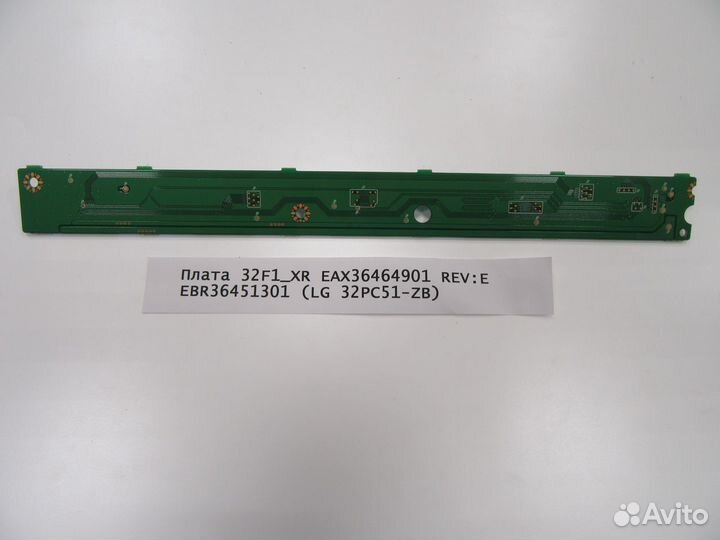 Плата 32F1_XR EAX36464901 REV:E
EBR36451301 (LG 32PC51-ZB)
Avito